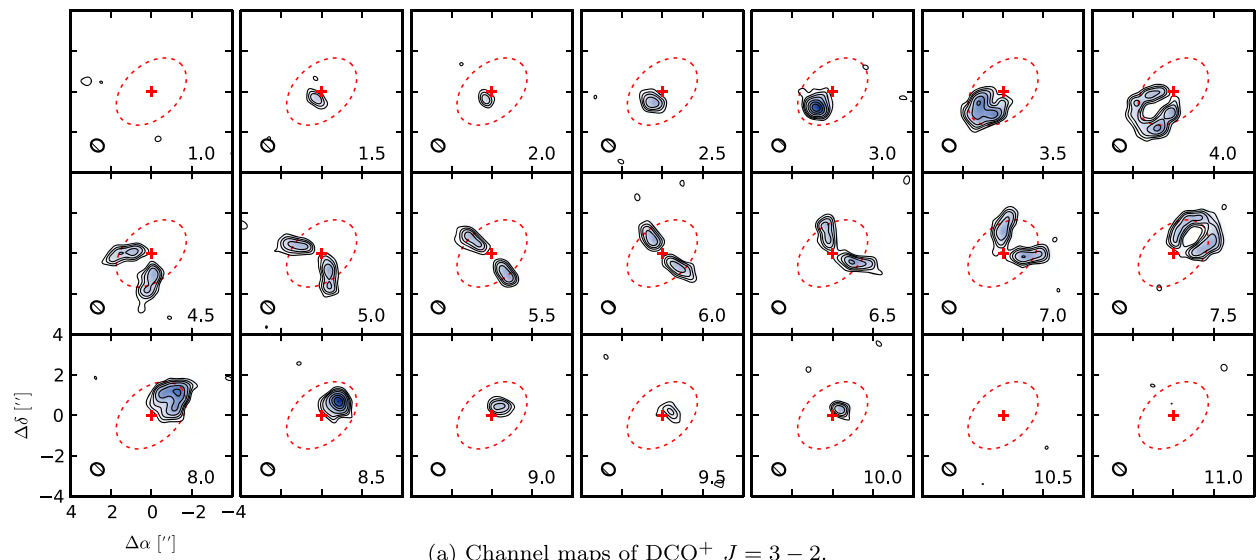 1.0 1.5 2.0 2.5 3.0 3.5 4.0
4.5 5.0 5.5 6.0 6.5 7.0 7.5
4
2
0
−2
−4
Δδ ['']
8.0 8.5 9.0 9.5 10.0 10.5 11.0
4 2 0 −2 −4
Δα ['']
(a) Channel maps of DCO⁺ J = 3 − 2.